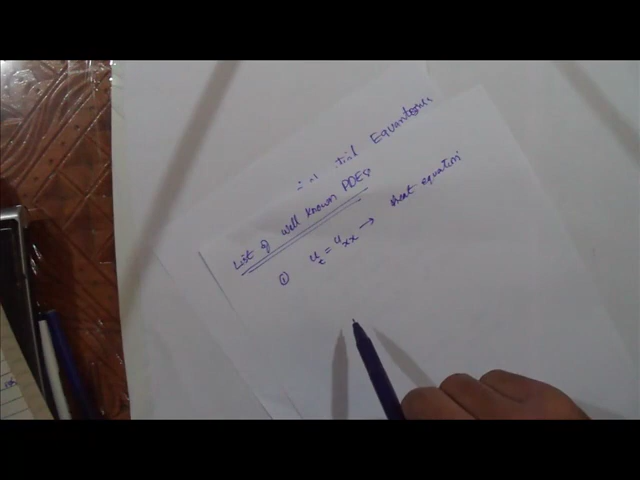 Equations
List of well known PDEs
① u_t = u_xx → heat equation